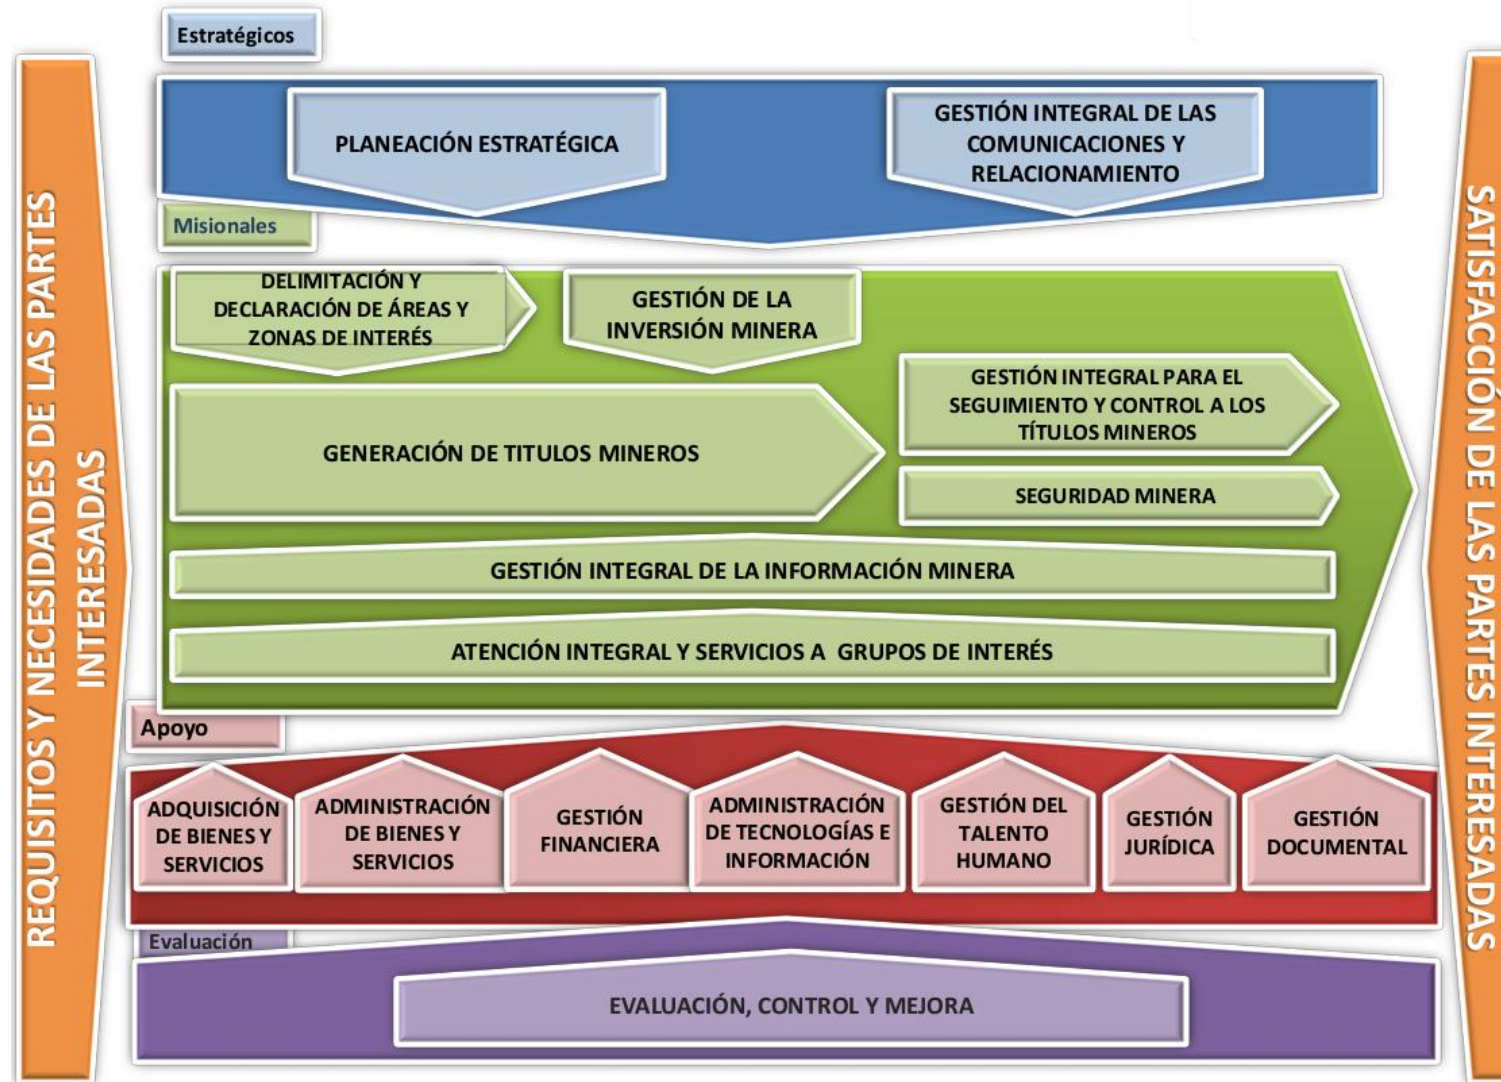 Estratégicos
REQUISITOS Y NECESIDADES DE LAS PARTES
INTERESADAS
PLANEACIÓN ESTRATÉGICA
GESTIÓN INTEGRAL DE LAS
COMUNICACIONES Y
RELACIONAMIENTO
Misionales
DELIMITACIÓN Y
DECLARACIÓN DE ÁREAS Y
ZONAS DE INTERÉS
GESTIÓN DE LA
INVERSIÓN MINERA
GENERACIÓN DE TITULOS MINEROS
GESTIÓN INTEGRAL PARA EL
SEGUIMIENTO Y CONTROL A LOS
TÍTULOS MINEROS
SEGURIDAD MINERA
GESTIÓN INTEGRAL DE LA INFORMACIÓN MINERA
ATENCIÓN INTEGRAL Y SERVICIOS A GRUPOS DE INTERÉS
Apoyo
ADQUISICIÓN
DE BIENES Y
SERVICIOS
ADMINISTRACIÓN
DE BIENES Y
SERVICIOS
GESTIÓN
FINANCIERA
ADMINISTRACIÓN
DE TECNOLOGÍAS E
INFORMACIÓN
GESTIÓN DEL
TALENTO
HUMANO
GESTIÓN
JURÍDICA
GESTIÓN
DOCUMENTAL
Evaluación
EVALUACIÓN, CONTROL Y MEJORA
SATISFACCIÓN DE LAS PARTES INTERESADAS